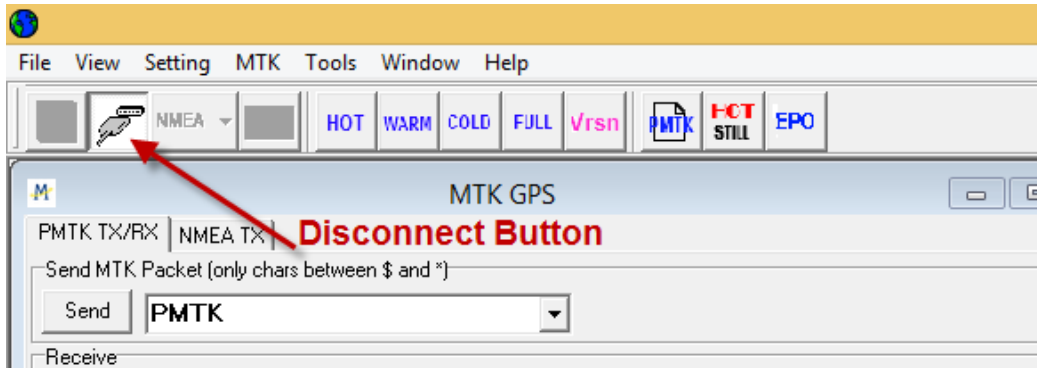 File View Setting MTK Tools Window Help
NMEA HOT WARM COLD FULL Vrsn PMTK HOT STILL EPO
MTK GPS
PMTK TX/RX NMEA TX Disconnect Button
Send MTK Packet (only chars between $ and *)
Send PMTK
Receive